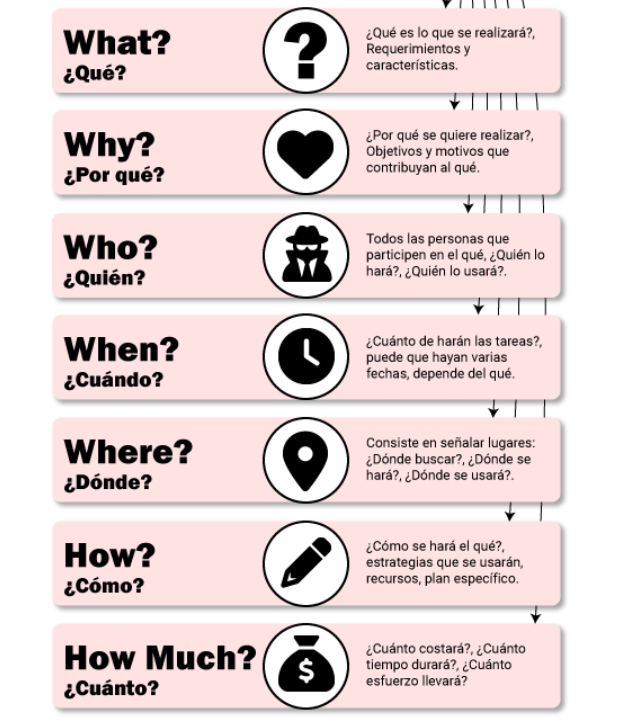 What?
¿Qué?
¿Qué es lo que se realizará?,
Requerimientos y
características.
Why?
¿Por qué?
¿Por qué se quiere realizar?,
Objetivos y motivos que
contribuyan al qué.
Who?
¿Quién?
Todos las personas que
participen en el qué, ¿Quién lo
hará?, ¿Quién lo usará?.
When?
¿Cuándo?
¿Cuánto de harán las tareas?,
puede que hayan varias
fechas, depende del qué.
Where?
¿Dónde?
Consiste en señalar lugares:
¿Dónde buscar?, ¿Dónde se
hará?, ¿Dónde se usará?.
How?
¿Cómo?
¿Cómo se hará el qué?,
estrategias que se usarán,
recursos, plan específico.
How Much?
¿Cuánto?
¿Cuánto costará?, ¿Cuánto
tiempo durará?, ¿Cuánto
esfuerzo llevará?